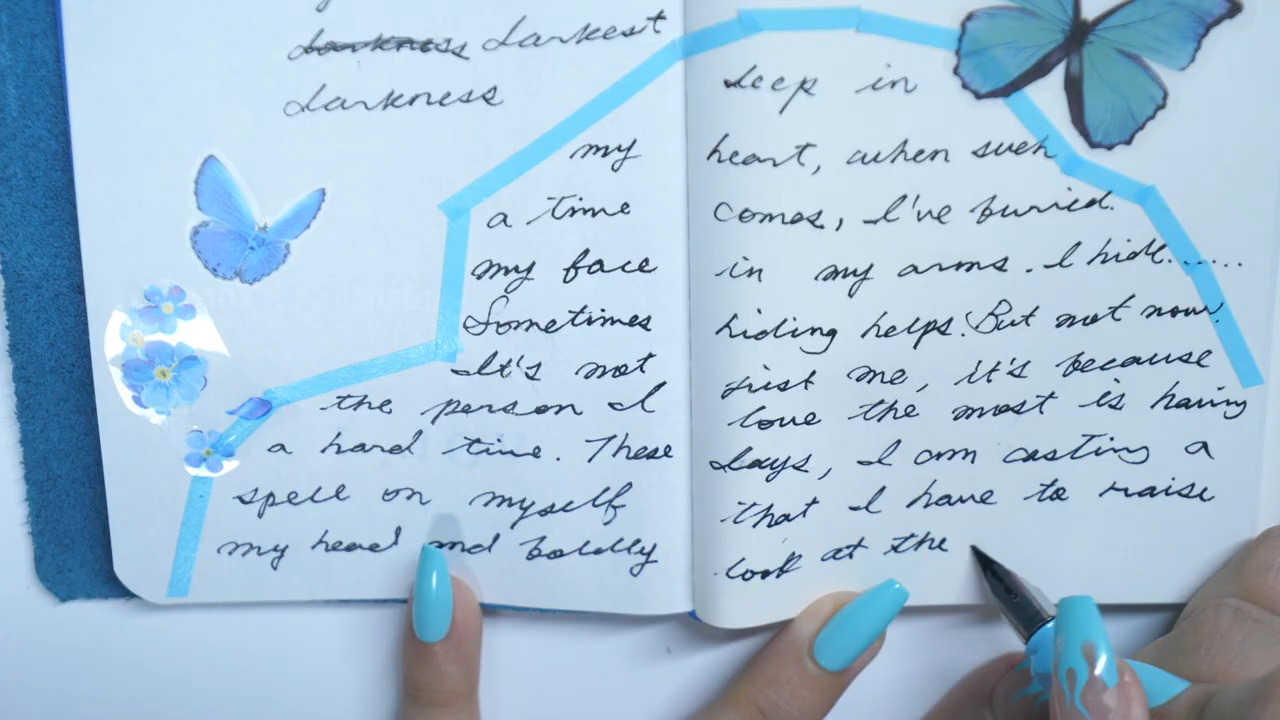 darkness darkest
darkness deep in
my heart, when such
a time comes, I've buried.
my face in my arms. I hide......
Sometimes hiding helps. But not now.
It's not just me, it's because
the person I love the most is having
a hard time. These days, I am casting a
spell on myself that I have to raise
my head and boldly look at the